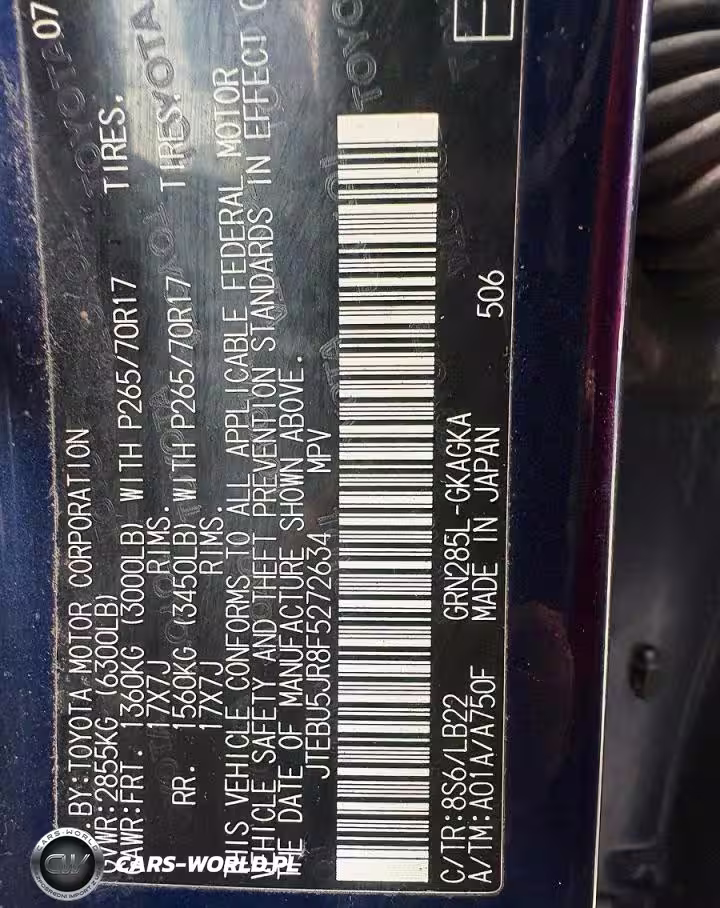 . BY:TOYOTA MOTOR CORPORATION 07
GVWR:2855KG (6300LB)
GAWR:FRT. 1360KG (3000LB) WITH P265/70R17 TIRES.
17X7J RIMS.
RR. 1560KG (3450LB) WITH P265/70R17 TIRES.
17X7J RIMS.
THIS VEHICLE CONFORMS TO ALL APPLICABLE FEDERAL MOTOR
VEHICLE SAFETY AND THEFT PREVENTION STANDARDS IN EFFECT O
THE DATE OF MANUFACTURE SHOWN ABOVE.
JTEBU5JR8F5272634 MPV
C/TR:8S6/LB22 GRN285L-GKAGKA 506
A/TM:A01A/A750F MADE IN JAPAN
CARS-WORLD.PL